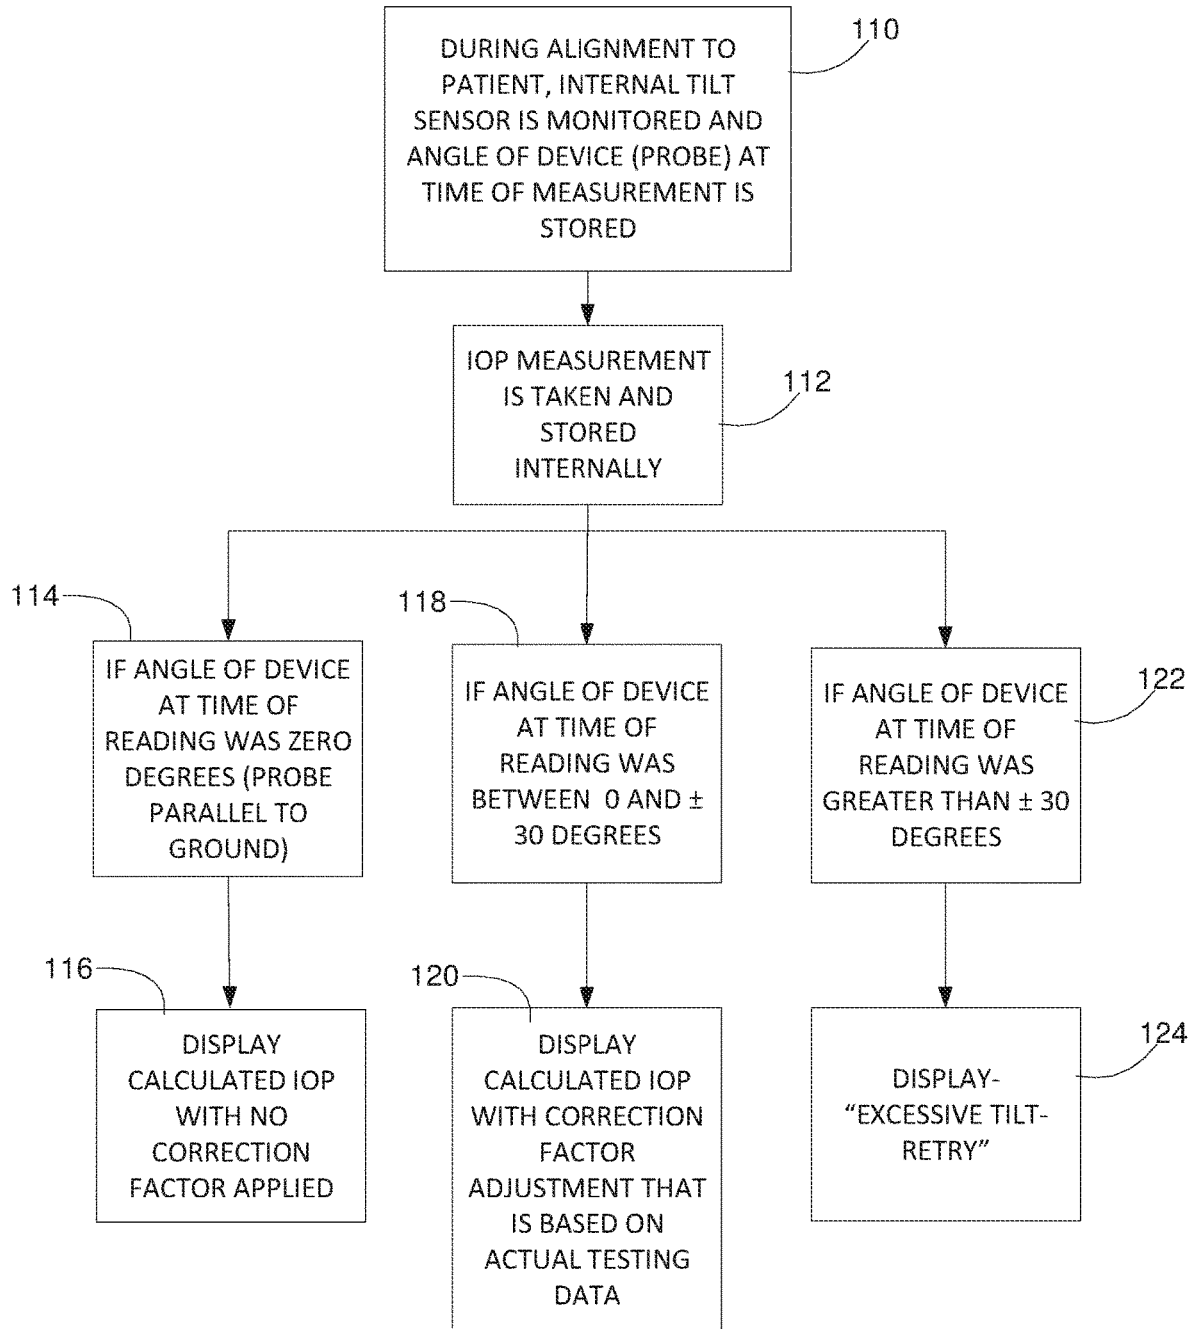 110
DURING ALIGNMENT TO
PATIENT, INTERNAL TILT
SENSOR IS MONITORED AND
ANGLE OF DEVICE (PROBE) AT
TIME OF MEASUREMENT IS
STORED
112
IOP MEASUREMENT
IS TAKEN AND
STORED
INTERNALLY
114
IF ANGLE OF DEVICE
AT TIME OF
READING WAS ZERO
DEGREES (PROBE
PARALLEL TO
GROUND)
118
IF ANGLE OF DEVICE
AT TIME OF
READING WAS
BETWEEN 0 AND ±
30 DEGREES
122
IF ANGLE OF DEVICE
AT TIME OF
READING WAS
GREATER THAN ± 30
DEGREES
116
DISPLAY
CALCULATED IOP
WITH NO
CORRECTION
FACTOR APPLIED
120
DISPLAY
CALCULATED IOP
WITH CORRECTION
FACTOR
ADJUSTMENT THAT
IS BASED ON
ACTUAL TESTING
DATA
124
DISPLAY-
“EXCESSIVE TILT-
RETRY”